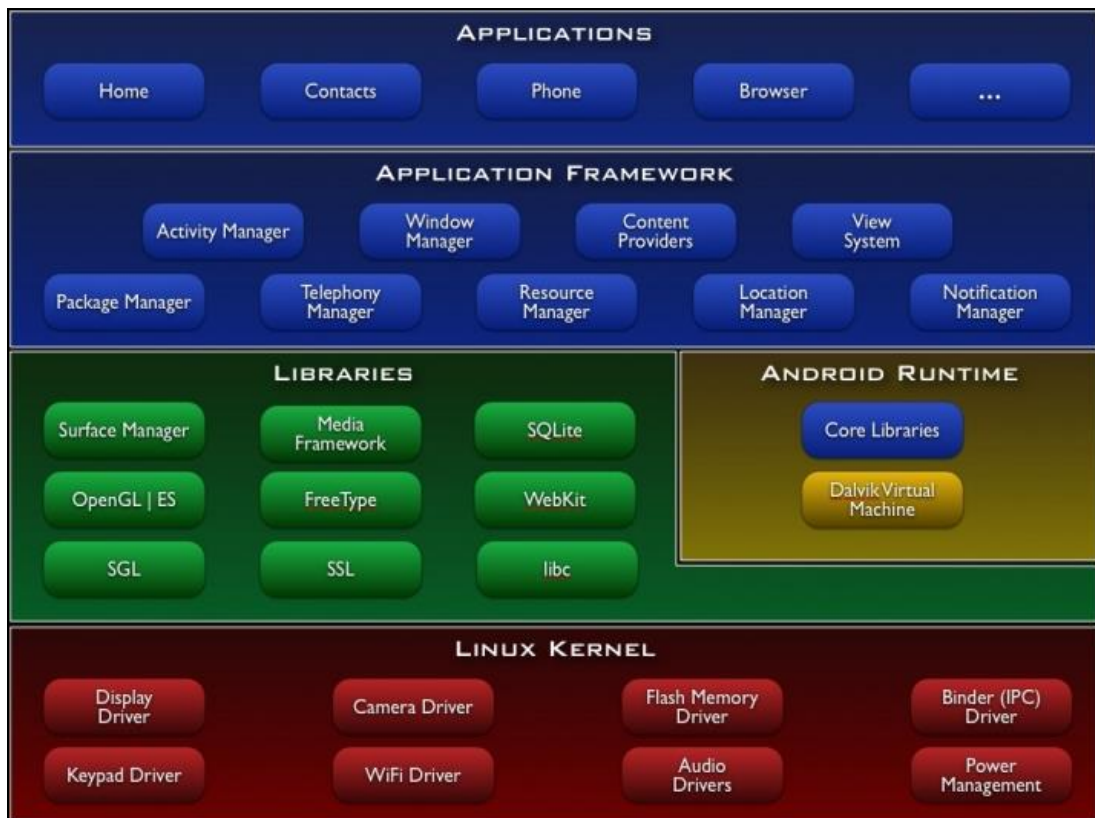 APPLICATIONS
Home
Contacts
Phone
Browser
...
APPLICATION FRAMEWORK
Activity Manager
Window
Manager
Content
Providers
View
System
Package Manager
Telephony
Manager
Resource
Manager
Location
Manager
Notification
Manager
LIBRARIES
Surface Manager
Media
Framework
SQLite
OpenGL | ES
FreeType
WebKit
SGL
SSL
libc
ANDROID RUNTIME
Core Libraries
Dalvik Virtual
Machine
LINUX KERNEL
Display
Driver
Camera Driver
Flash Memory
Driver
Binder (IPC)
Driver
Keypad Driver
WiFi Driver
Audio
Drivers
Power
Management